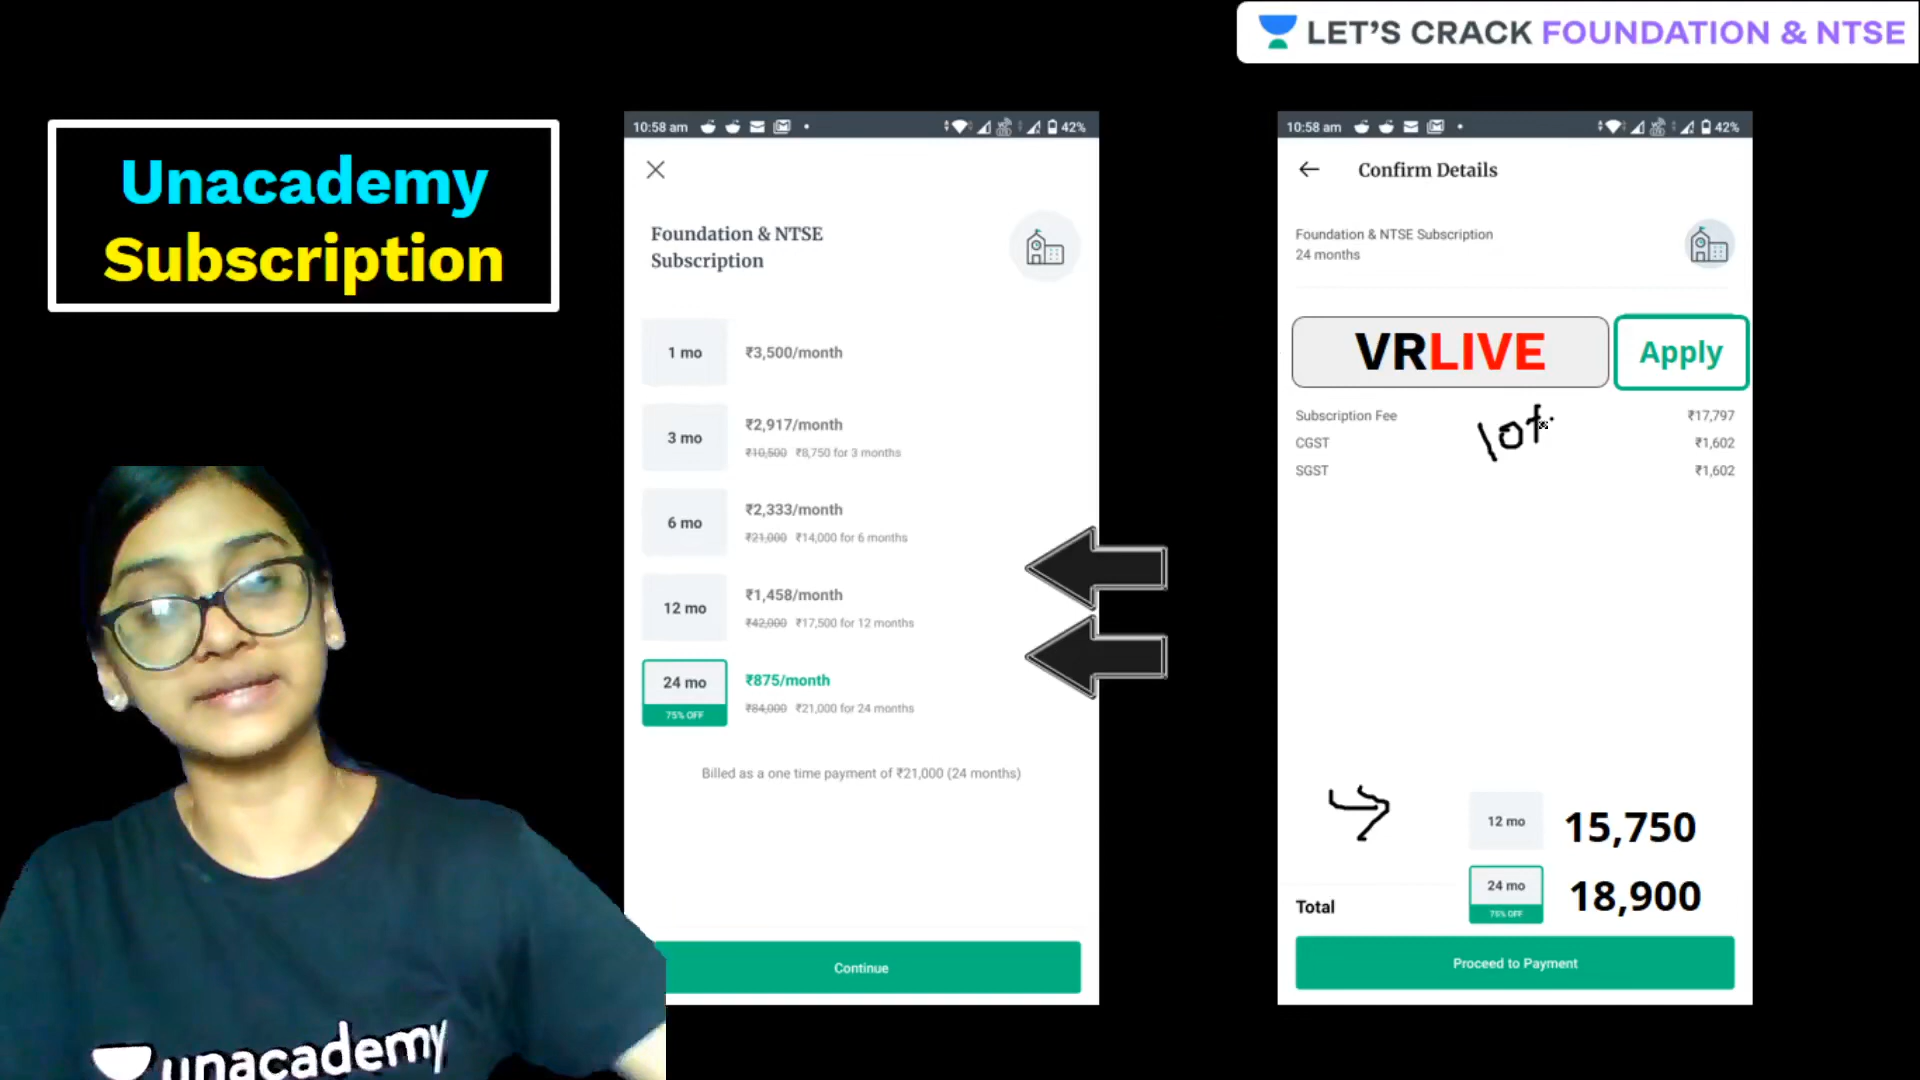 LET'S CRACK FOUNDATION & NTSE
Unacademy
Subscription
10:58 am
42%
Foundation & NTSE
Subscription
1 mo
₹3,500/month
3 mo
₹2,917/month
₹10,500 ₹8,750 for 3 months
6 mo
₹2,333/month
₹21,000 ₹14,000 for 6 months
12 mo
₹1,458/month
₹42,000 ₹17,500 for 12 months
24 mo
75% OFF
₹875/month
₹84,000 ₹21,000 for 24 months
Billed as a one time payment of ₹21,000 (24 months)
Continue
10:58 am
42%
Confirm Details
Foundation & NTSE Subscription
24 months
VRLIVE
Apply
Subscription Fee ₹17,797
CGST ₹1,602
SGST ₹1,602
12 mo 15,750
24 mo 18,900
75% OFF
Total
Proceed to Payment
unacademy